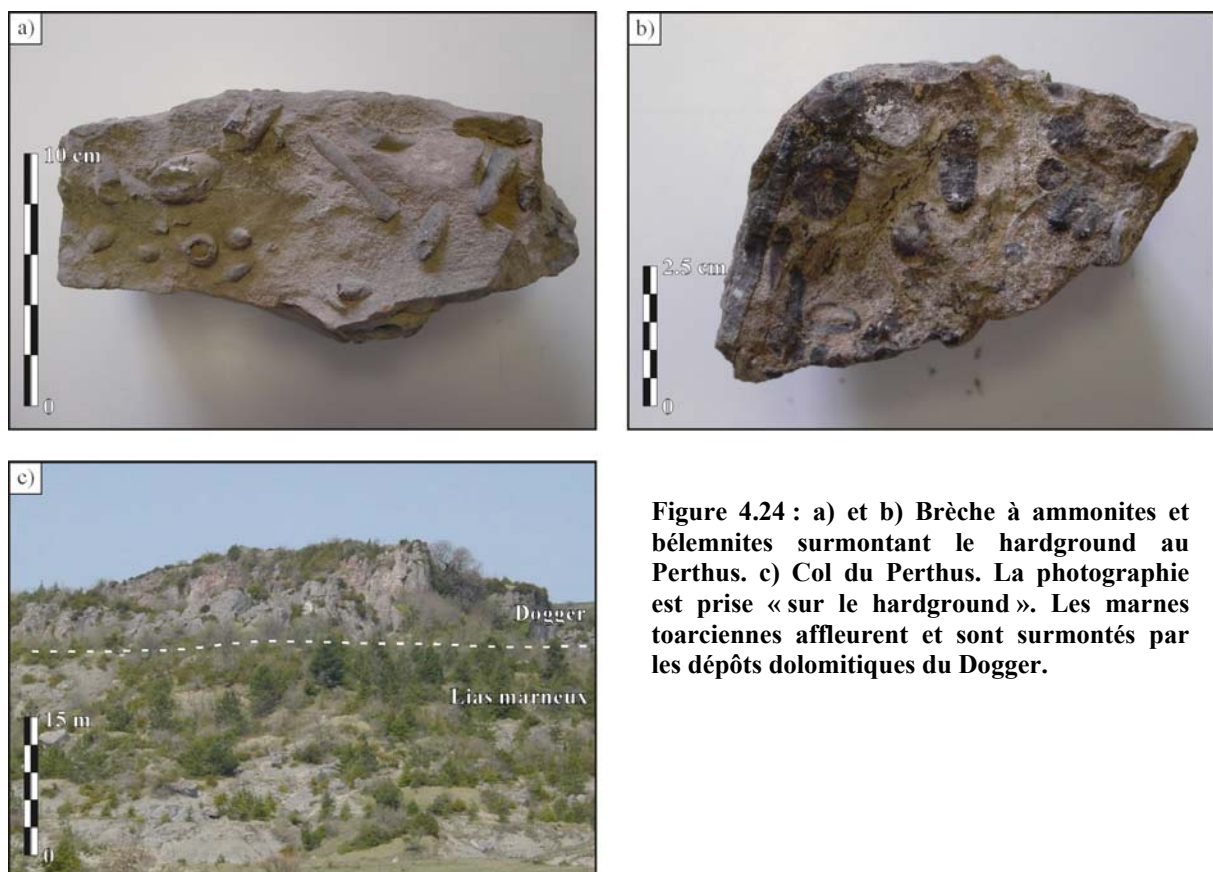 a)
10 cm
0
b)
2.5 cm
0
c)
Dogger
Lias marneux
15 m
0
Figure 4.24 : a) et b) Brèche à ammonites et
bélemnites surmontant le hardground au
Perthus. c) Col du Perthus. La photographie
est prise « sur le hardground ». Les marnes
toarciennes affleurent et sont surmontés par
les dépôts dolomitiques du Dogger.